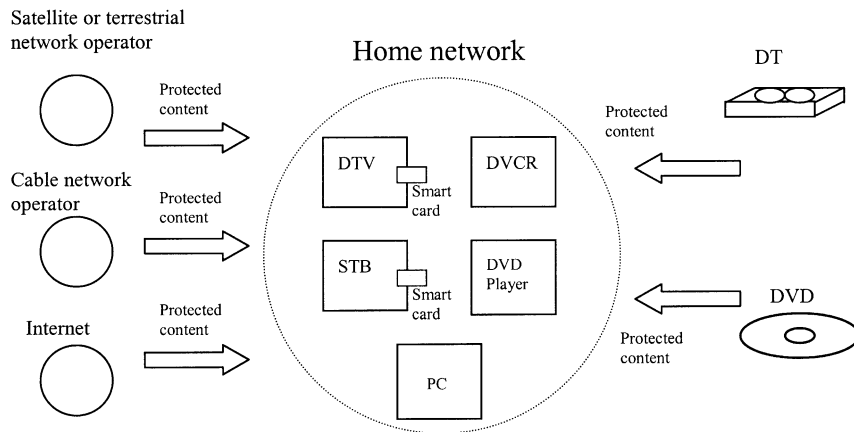 Satellite or terrestrial
network operator
Protected
content
Cable network
operator
Protected
content
Internet
Protected
content
Home network
DTV
Smart
card
DVCR
STB
Smart
card
DVD
Player
PC
DT
Protected
content
DVD
Protected
content